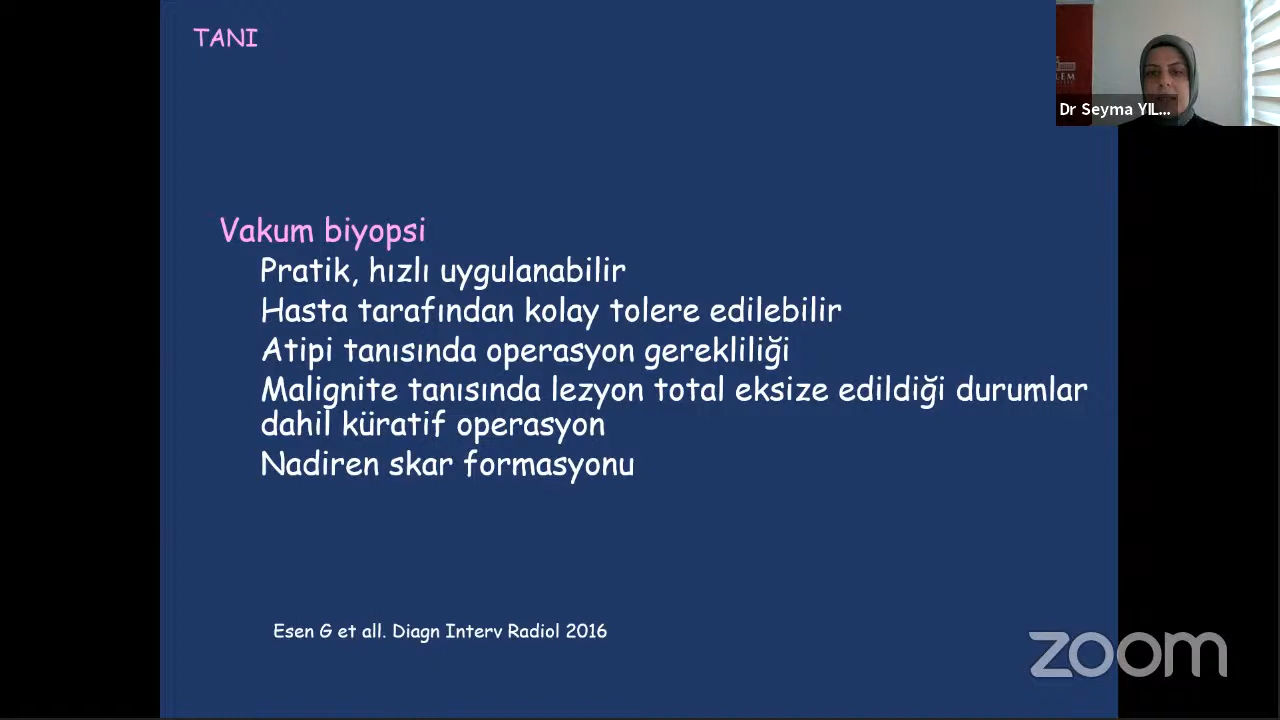 TANI
Dr Seyma YIL...
Vakum biyopsi
Pratik, hızlı uygulanabilir
Hasta tarafından kolay tolere edilebilir
Atipi tanısında operasyon gerekliliği
Malignite tanısında lezyon total eksize edildiği durumlar
dahil küratif operasyon
Nadiren skar formasyonu
Esen G et all. Diagn Interv Radiol 2016
zoom